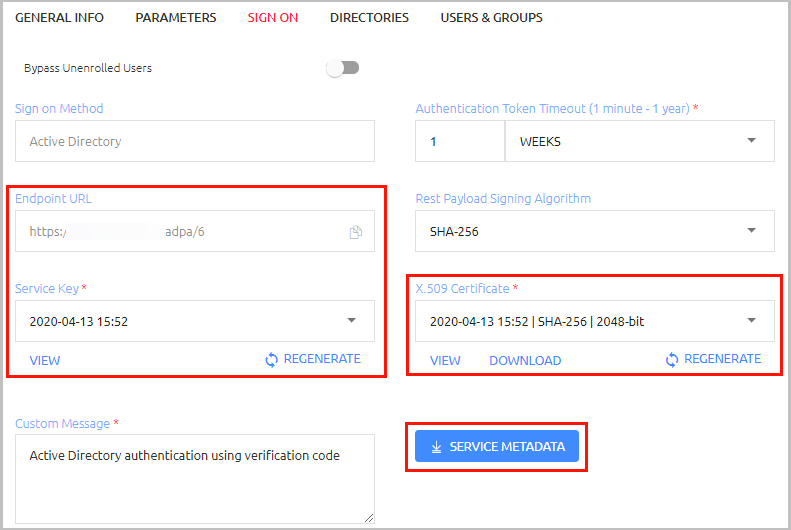 GENERAL INFO PARAMETERS SIGN ON DIRECTORIES USERS & GROUPS
Bypass Unenrolled Users
Sign on Method
Active Directory
Authentication Token Timeout (1 minute - 1 year) *
1 WEEKS
Endpoint URL
https:/ adpa/6
Rest Payload Signing Algorithm
SHA-256
Service Key *
2020-04-13 15:52
VIEW REGENERATE
X.509 Certificate *
2020-04-13 15:52 | SHA-256 | 2048-bit
VIEW DOWNLOAD REGENERATE
Custom Message *
Active Directory authentication using verification code
SERVICE METADATA